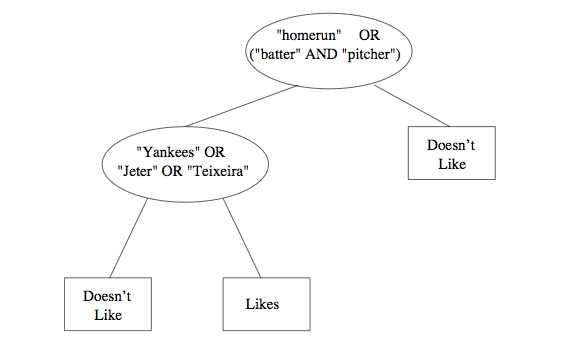 "homerun" OR
("batter" AND "pitcher")
"Yankees" OR
"Jeter" OR "Teixeira"
Doesn't
Like
Doesn't
Like
Likes